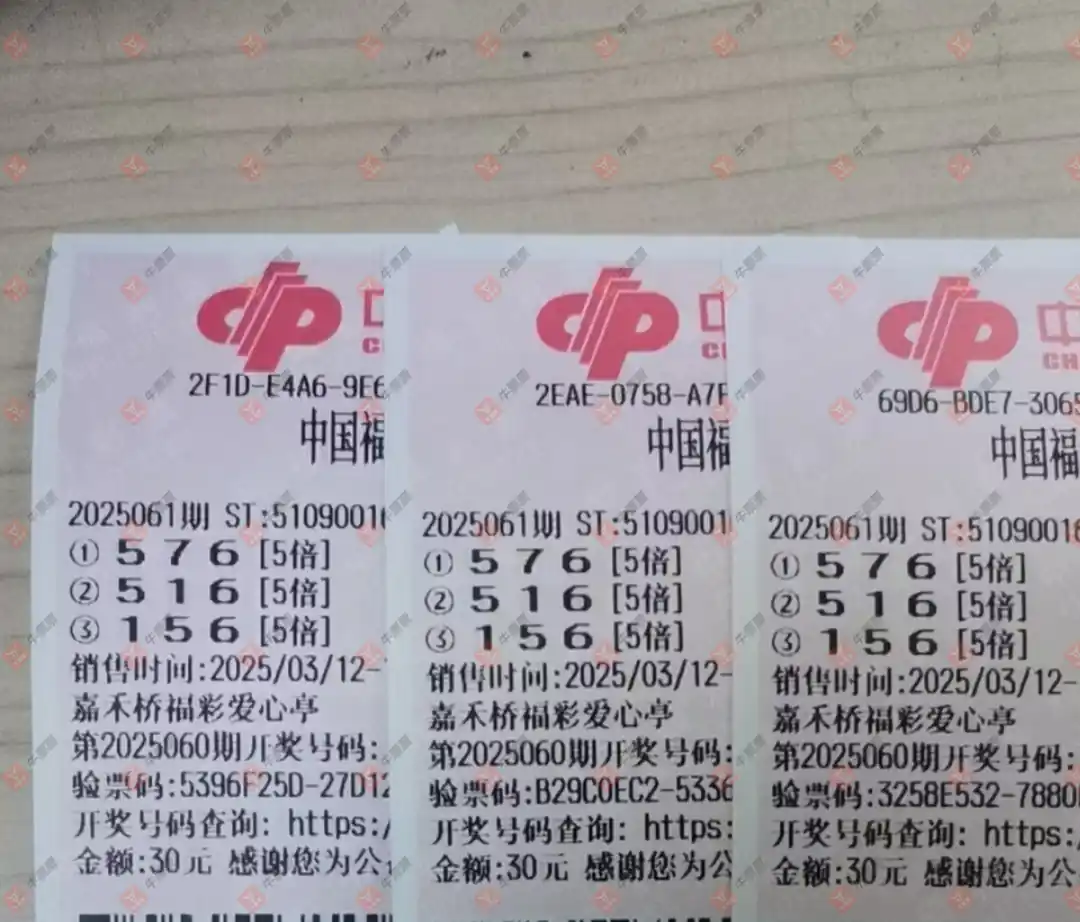 2F1D-E4A6-9E6
中国福
2025061期 ST:5109001
① 5 7 6 [5倍]
② 5 1 6 [5倍]
③ 1 5 6 [5倍]
销售时间:2025/03/12-
嘉禾桥福彩爱心亭
第2025060期开奖号码:
验票码:5396F25D-27D12
开奖号码查询: https:/
金额:30元 感谢您为公
2EAE-0758-A7F
中国福
2025061期 ST:5109001
① 5 7 6 [5倍]
② 5 1 6 [5倍]
③ 1 5 6 [5倍]
销售时间:2025/03/12-
嘉禾桥福彩爱心亭
第2025060期开奖号码:
验票码:B29C0EC2-5336
开奖号码查询: https:
金额:30元 感谢您为公
中
CH
69D6-BDE7-3065
中国福
2025061期 ST:51090016
① 5 7 6 [5倍]
② 5 1 6 [5倍]
③ 1 5 6 [5倍]
销售时间:2025/03/12-
嘉禾桥福彩爱心亭
第2025060期开奖号码:
验票码:3258E532-7880
开奖号码查询: https:
金额:30元 感谢您为公